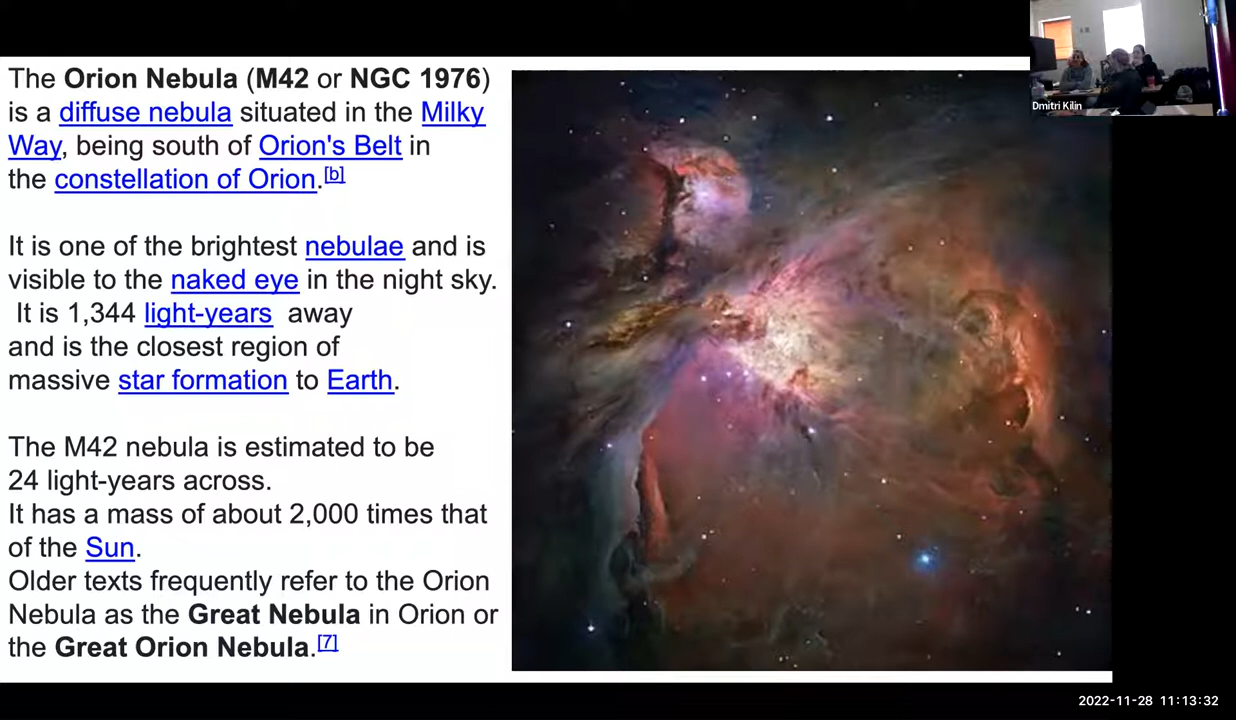 The Orion Nebula (M42 or NGC 1976)
is a diffuse nebula situated in the Milky
Way, being south of Orion's Belt in
the constellation of Orion.[b]
It is one of the brightest nebulae and is
visible to the naked eye in the night sky.
It is 1,344 light-years away
and is the closest region of
massive star formation to Earth.
The M42 nebula is estimated to be
24 light-years across.
It has a mass of about 2,000 times that
of the Sun.
Older texts frequently refer to the Orion
Nebula as the Great Nebula in Orion or
the Great Orion Nebula.[7]
Dmitri Kilin
2022-11-28 11:13:32